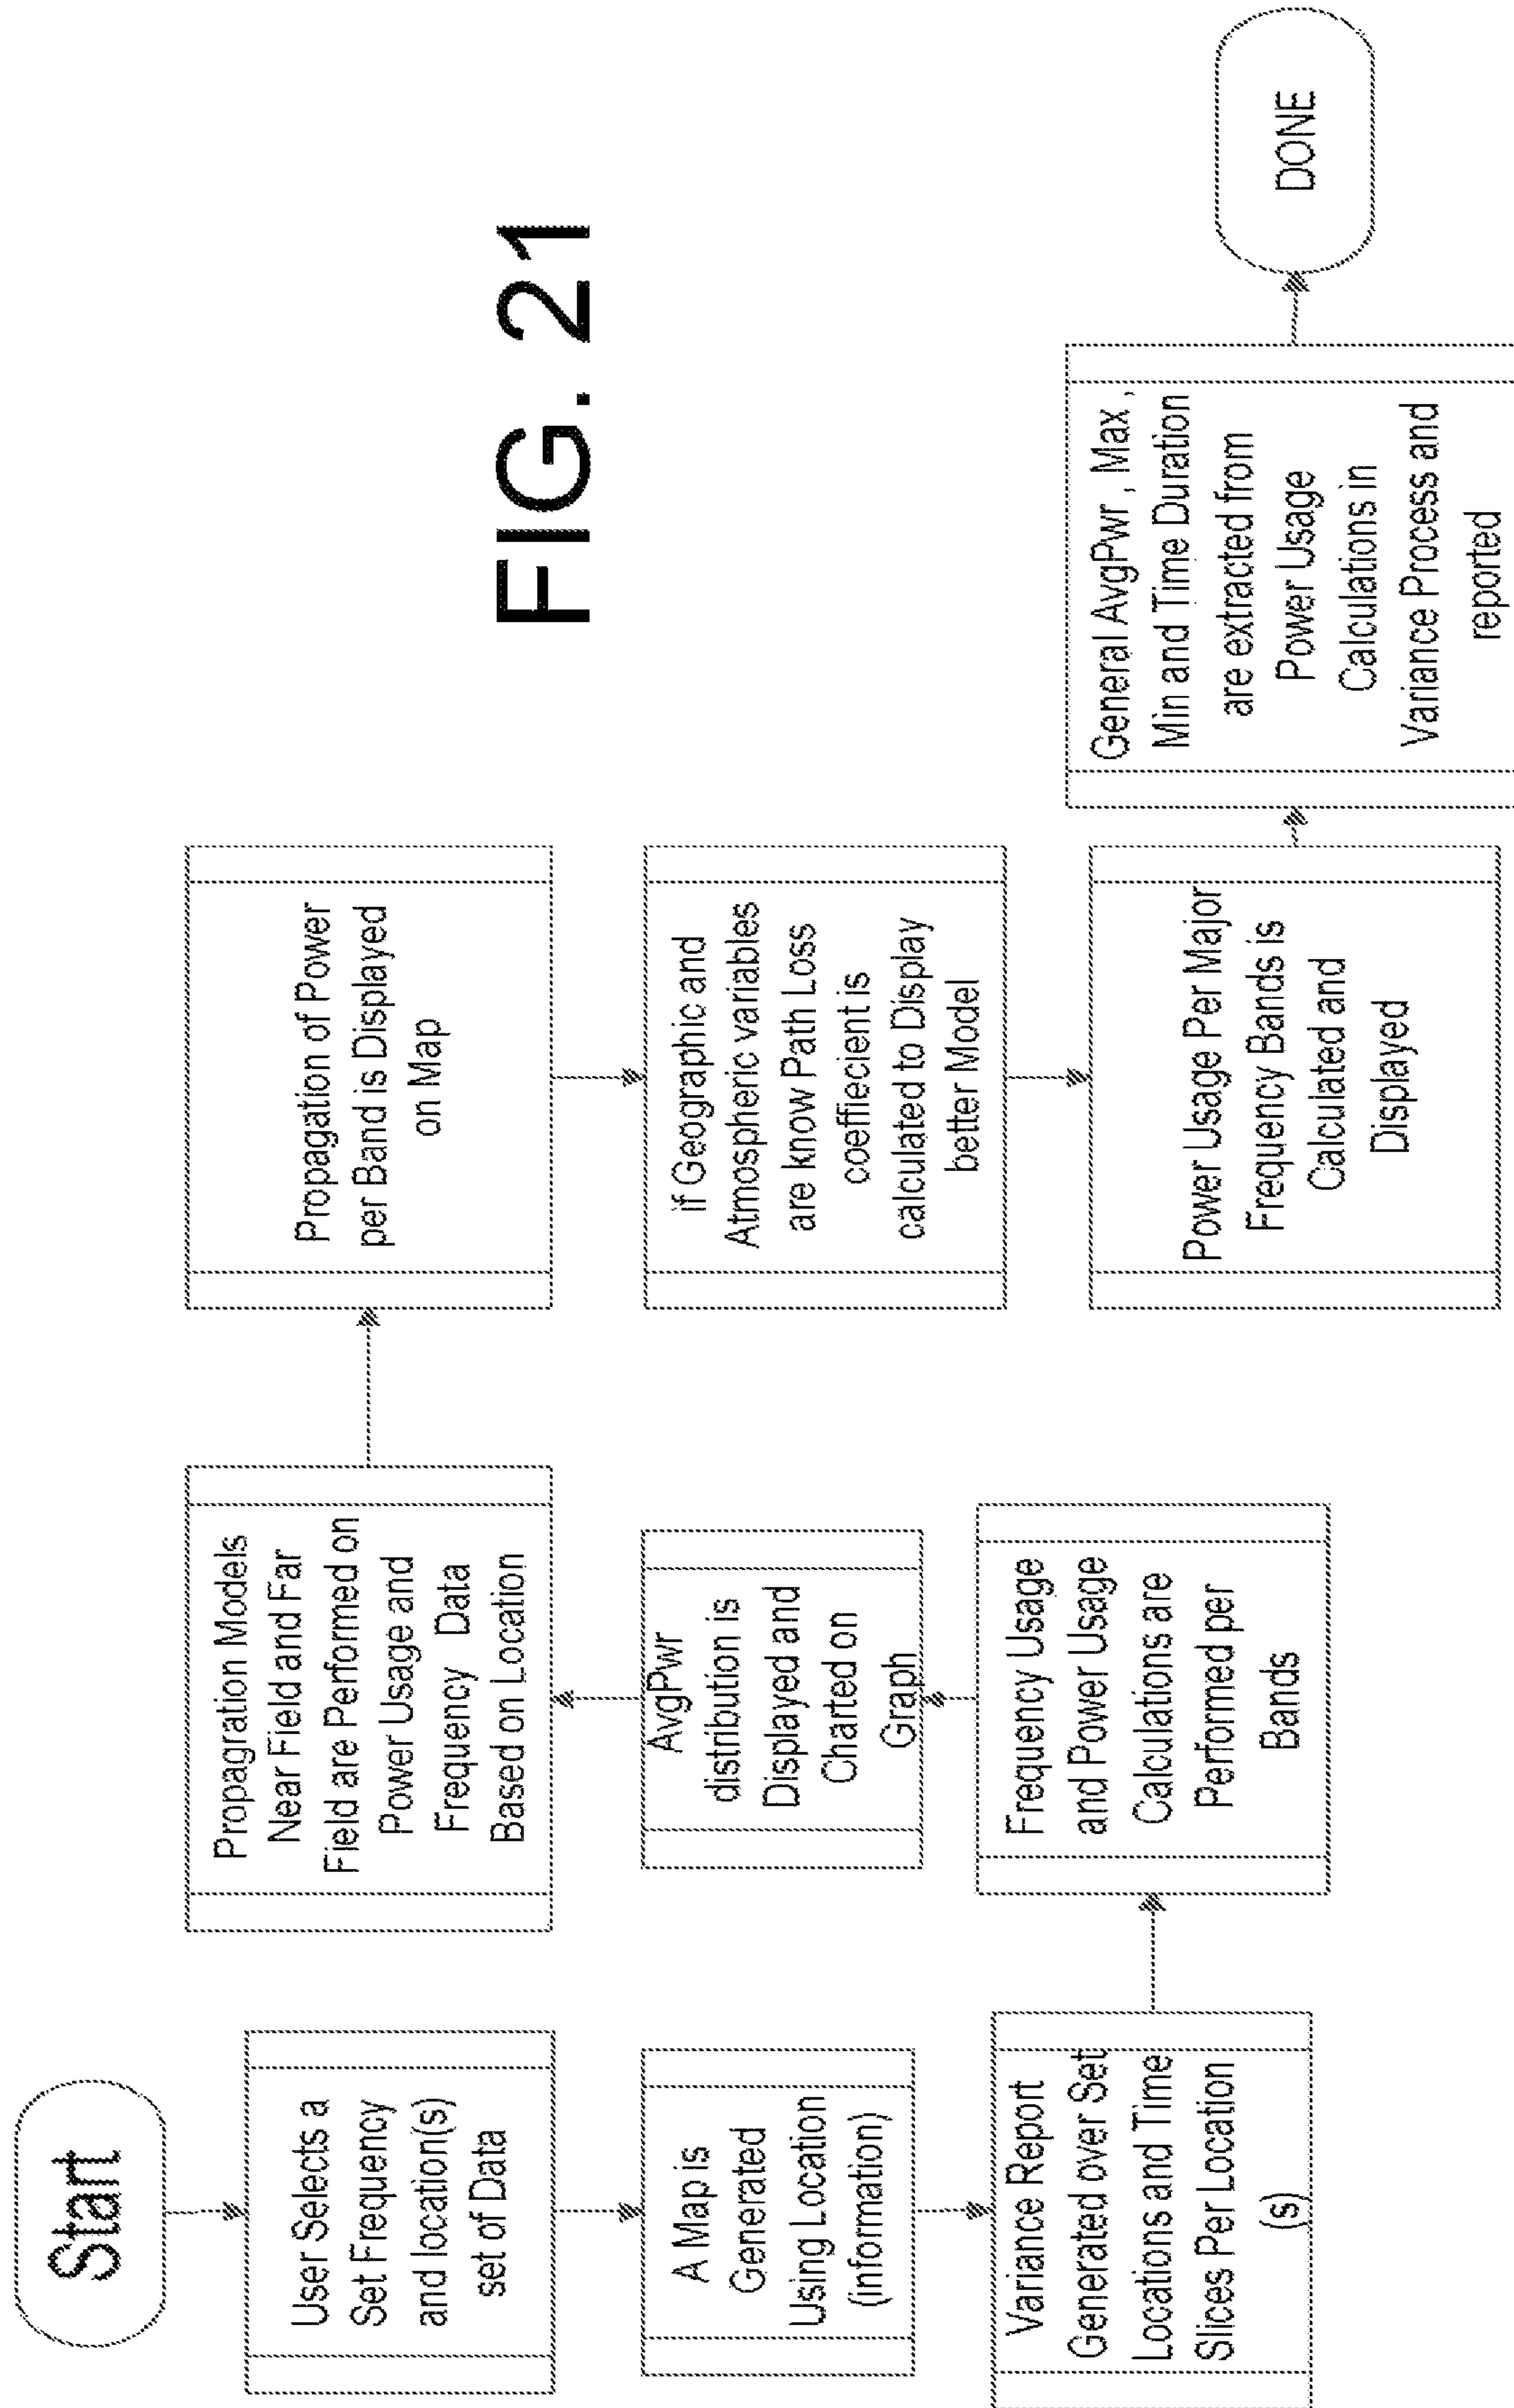 FIG. 21
Start
User Selects a
Set Frequency
and location(s)
set of Data
A Map is
Generated
Using Location
(information)
Variance Report
Generated over Set
Locations and Time
Slices Per Location
(s)
Frequency Usage
and Power Usage
Calculations are
Performed per
Bands
AvgPwr
distribution is
Displayed and
Charted on
Graph
Propagration Models
Near Field and Far
Field are Performed on
Power Usage and
Frequency Data
Based on Location
Propagation of Power
per Band is Displayed
on Map
if Geographic and
Atmospheric variables
are know Path Loss
coeffiecient is
calculated to Display
better Model
Power Usage Per Major
Frequency Bands is
Calculated and
Displayed
General AvgPwr , Max ,
Min and Time Duration
are extracted from
Power Usage
Calculations in
Variance Process and
reported
DONE